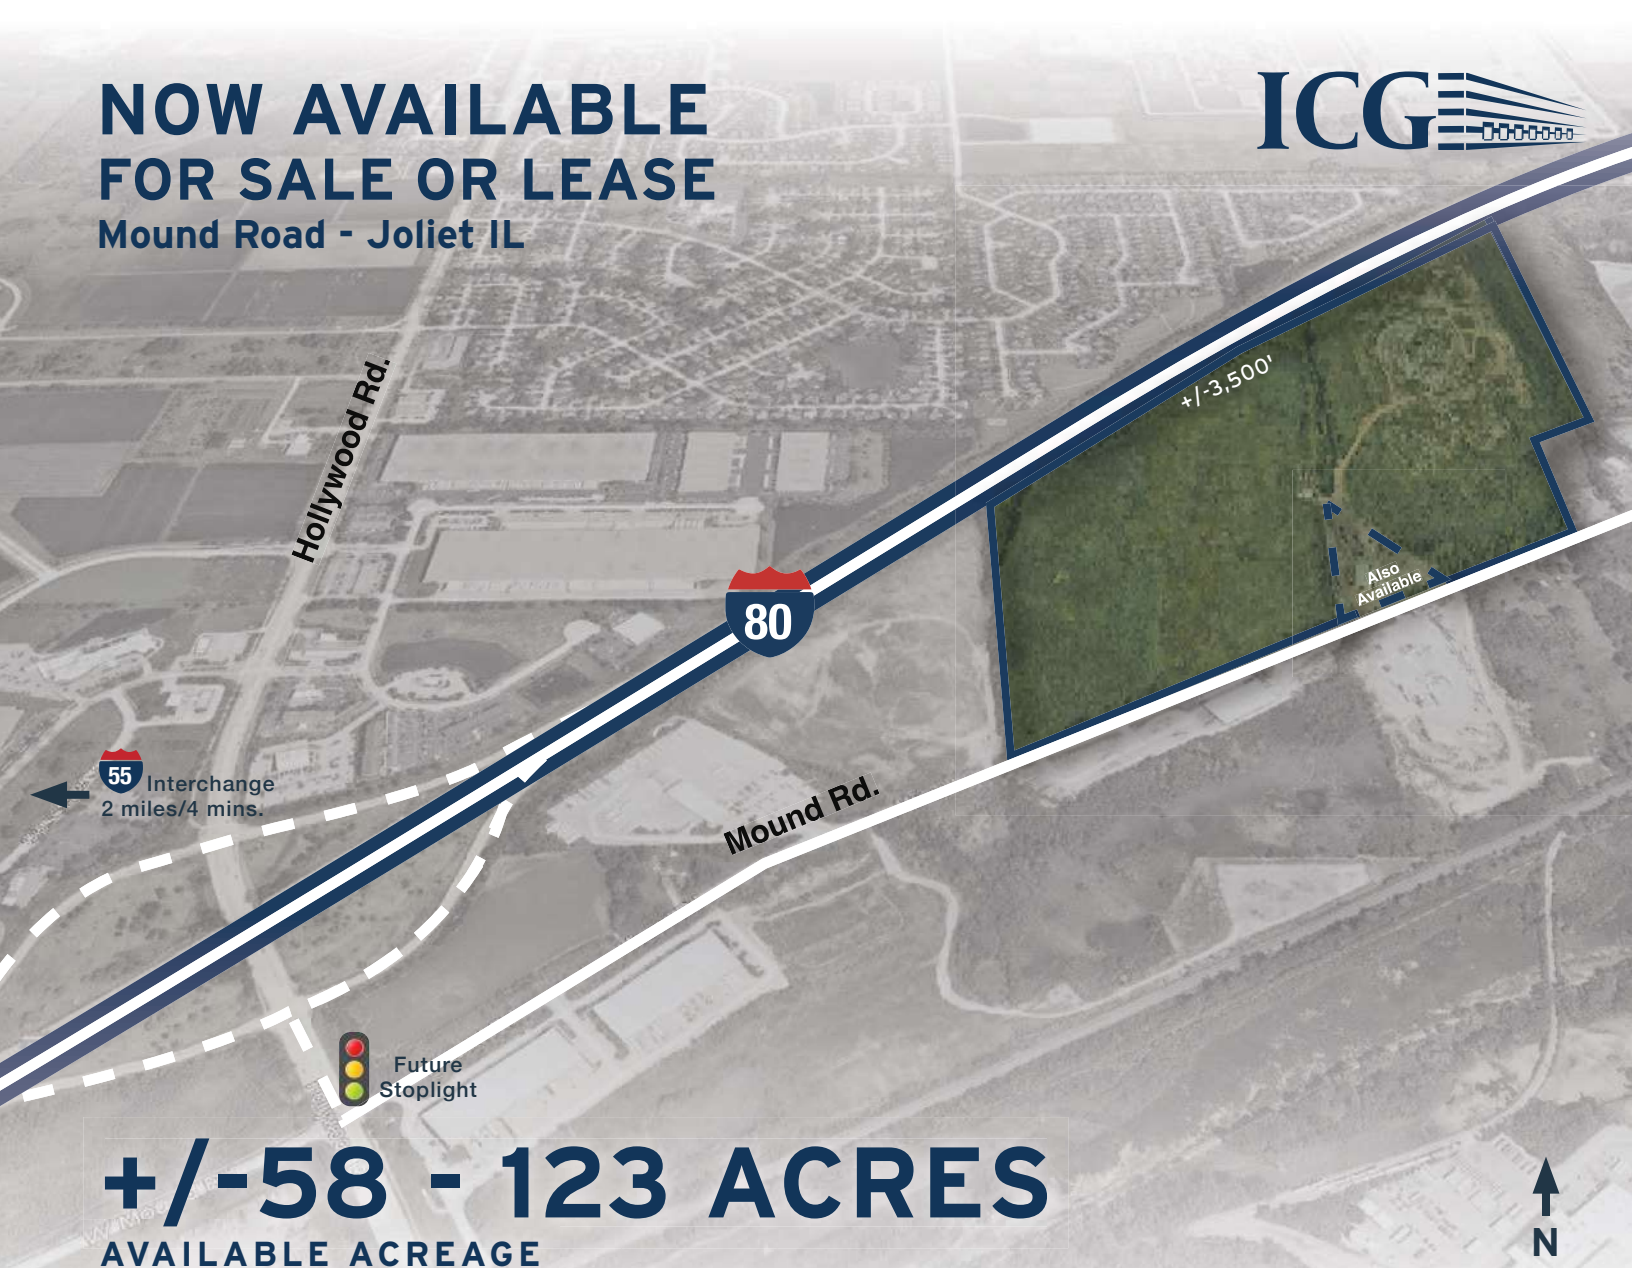 NOW AVAILABLE
FOR SALE OR LEASE
Mound Road - Joliet IL
ICG
Hollywood Rd.
+/-3,500'
Also
Available
80
55
Interchange
2 miles/4 mins.
Mound Rd.
Future
Stoplight
+/-58 - 123 ACRES
AVAILABLE ACREAGE
N